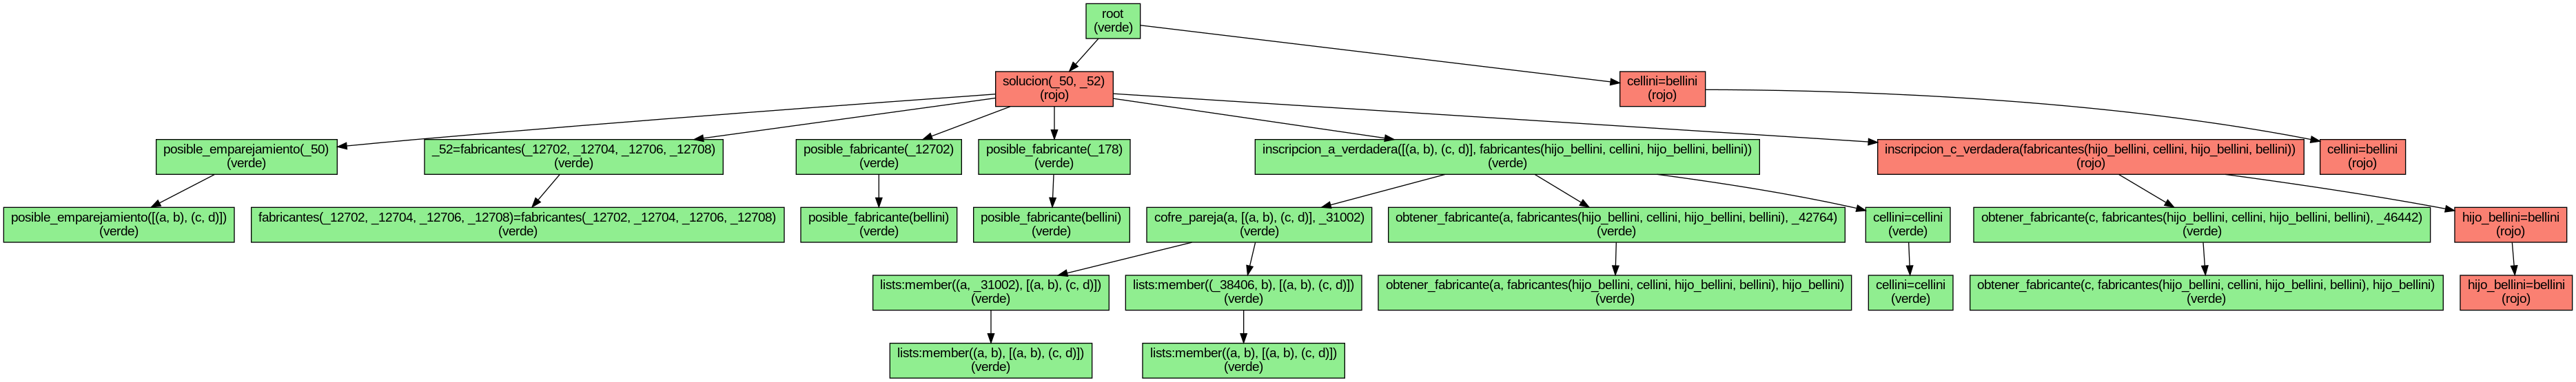 root
(verde)
solucion(_50, _52)
(rojo)
cellini=bellini
(rojo)
posible_emparejamiento(_50)
(verde)
_52=fabricantes(_12702, _12704, _12706, _12708)
(verde)
posible_fabricante(_12702)
(verde)
posible_fabricante(_178)
(verde)
inscripcion_a_verdadera([(a, b), (c, d)], fabricantes(hijo_bellini, cellini, hijo_bellini, bellini))
(verde)
inscripcion_c_verdadera(fabricantes(hijo_bellini, cellini, hijo_bellini, bellini))
(rojo)
cellini=bellini
(rojo)
posible_emparejamiento([(a, b), (c, d)])
(verde)
fabricantes(_12702, _12704, _12706, _12708)=fabricantes(_12702, _12704, _12706, _12708)
(verde)
posible_fabricante(bellini)
(verde)
posible_fabricante(bellini)
(verde)
cofre_pareja(a, [(a, b), (c, d)], _31002)
(verde)
obtener_fabricante(a, fabricantes(hijo_bellini, cellini, hijo_bellini, bellini), _42764)
(verde)
cellini=cellini
(verde)
obtener_fabricante(c, fabricantes(hijo_bellini, cellini, hijo_bellini, bellini), _46442)
(verde)
hijo_bellini=bellini
(rojo)
lists:member((a, _31002), [(a, b), (c, d)])
(verde)
lists:member((_38406, b), [(a, b), (c, d)])
(verde)
obtener_fabricante(a, fabricantes(hijo_bellini, cellini, hijo_bellini, bellini), hijo_bellini)
(verde)
cellini=cellini
(verde)
obtener_fabricante(c, fabricantes(hijo_bellini, cellini, hijo_bellini, bellini), hijo_bellini)
(verde)
hijo_bellini=bellini
(rojo)
lists:member((a, b), [(a, b), (c, d)])
(verde)
lists:member((a, b), [(a, b), (c, d)])
(verde)